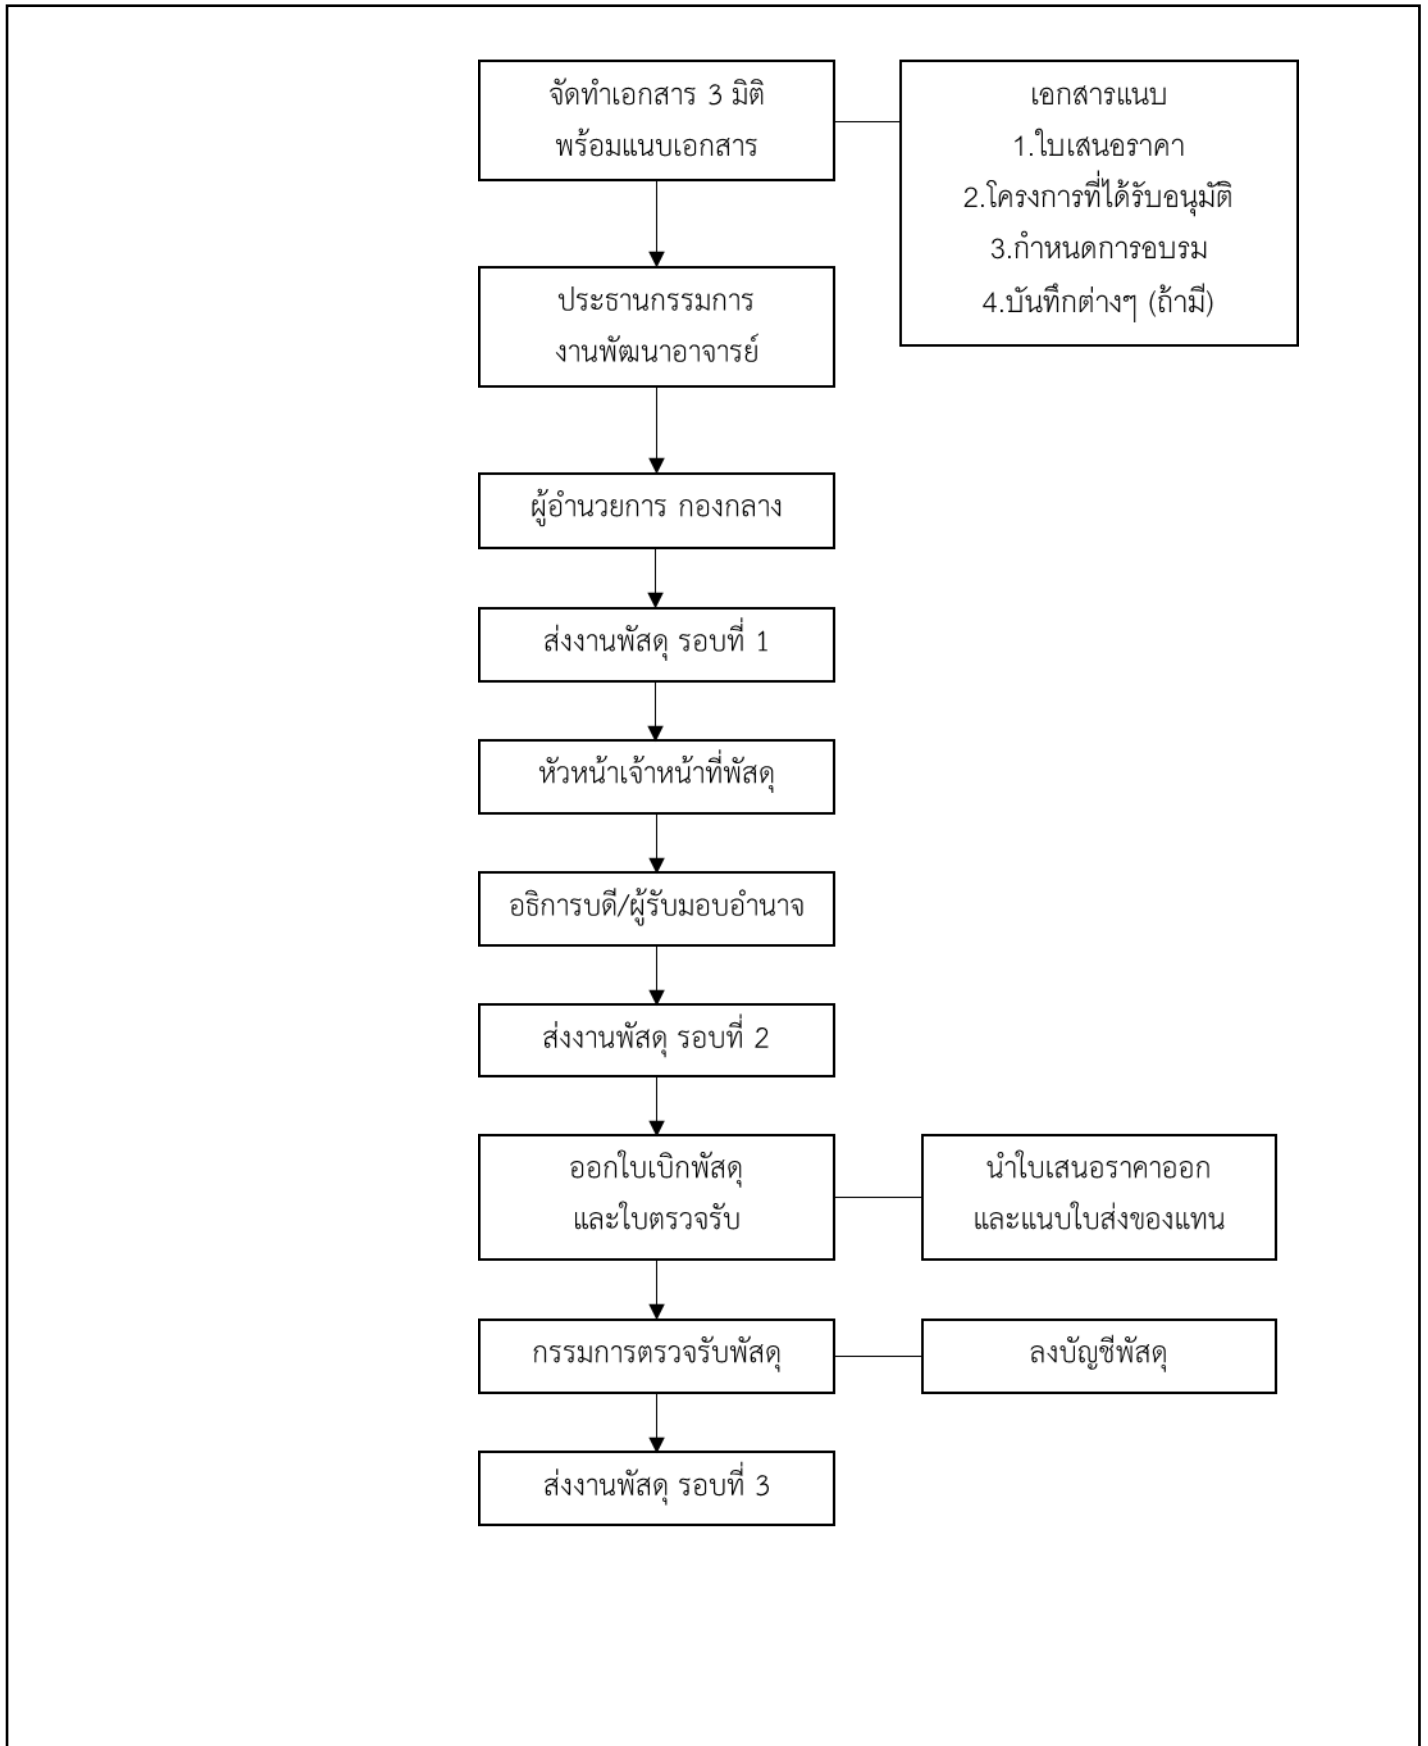 จัดทำเอกสาร 3 มิติ
พร้อมแนบเอกสาร
เอกสารแนบ
1.ใบเสนอราคา
2.โครงการที่ได้รับอนุมัติ
3.กำหนดการอบรม
4.บันทึกต่างๆ (ถ้ามี)
ประธานกรรมการ
งานพัฒนาอาจารย์
ผู้อำนวยการ กองกลาง
ส่งงานพัสดุ รอบที่ 1
หัวหน้าเจ้าหน้าที่พัสดุ
อธิการบดี/ผู้รับมอบอำนาจ
ส่งงานพัสดุ รอบที่ 2
ออกใบเบิกพัสดุ
และใบตรวจรับ
นำใบเสนอราคาออก
และแนบใบส่งของแทน
กรรมการตรวจรับพัสดุ
ลงบัญชีพัสดุ
ส่งงานพัสดุ รอบที่ 3